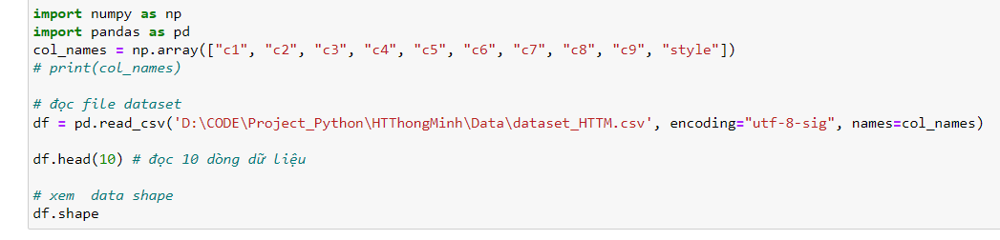 import numpy as np
import pandas as pd
col_names = np.array(["c1", "c2", "c3", "c4", "c5", "c6", "c7", "c8", "c9", "style"])
# print(col_names)
# đọc file dataset
df = pd.read_csv('D:\CODE\Project_Python\HTThongMinh\Data\dataset_HTTM.csv', encoding="utf-8-sig", names=col_names)
df.head(10) # đọc 10 dòng dữ liệu
# xem  data shape
df.shape